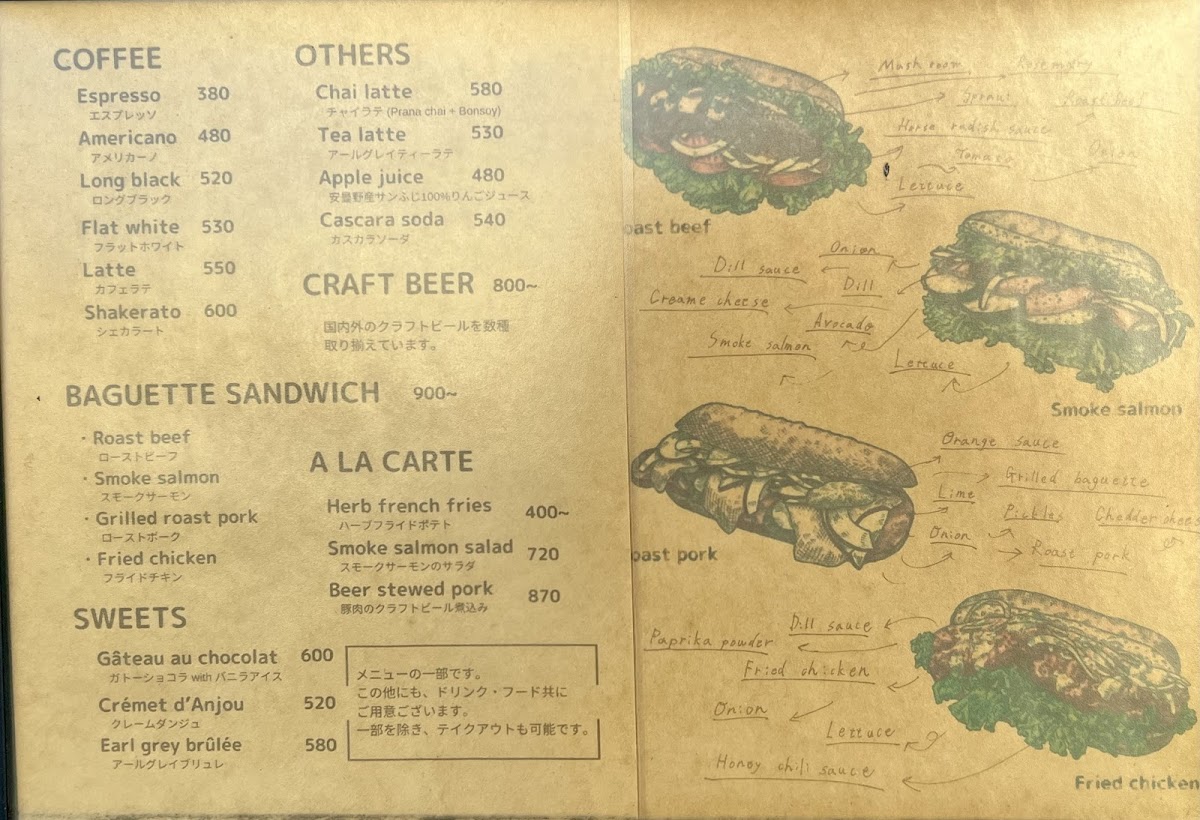 COFFEE
Espresso 380
エスプレッソ
Americano 480
アメリカーノ
Long black 520
ロングブラック
Flat white 530
フラットホワイト
Latte 550
カフェラテ
Shakerato 600
シェカラート
OTHERS
Chai latte 580
チャイラテ (Prana chai + Bonsoy)
Tea latte 530
アールグレイティーラテ
Apple juice 480
安曇野産サンふじ100%りんごジュース
Cascara soda 540
カスカラソーダ
CRAFT BEER 800~
国内外のクラフトビールを数種
取り揃えています。
BAGUETTE SANDWICH 900~
・Roast beef
ローストビーフ
・Smoke salmon
スモークサーモン
・Grilled roast pork
ローストポーク
・Fried chicken
フライドチキン
A LA CARTE
Herb french fries 400~
ハーブフライドポテト
Smoke salmon salad 720
スモークサーモンのサラダ
Beer stewed pork 870
豚肉のクラフトビール煮込み
SWEETS
Gâteau au chocolat 600
ガトーショコラ with バニラアイス
Crémet d’Anjou 520
クレームダンジュ
Earl grey brûlée 580
アールグレイブリュレ
メニューの一部です。
この他にも、ドリンク・フード共に
ご用意ございます。
一部を除き、テイクアウトも可能です。
Mush room
Rosemary
Roast beef
Horse radish sauce
Tomato
Onion
Lettuce
oast beef
Onion
Dill sauce
Dill
Creame cheese
Avocado
Smoke salmon
Lettuce
Smoke salmon
Orange sauce
Grilled baguette
Lime
Pickles
Chedder chee
Onion
Roast pork
oast pork
Dill sauce
Paprika powder
Fried chicken
Onion
Lettuce
Honey chili sauce
Fried chicken